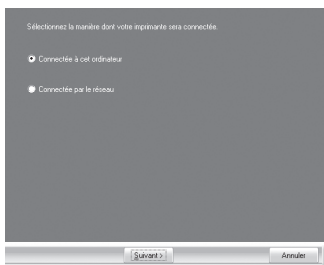 Sélectionnez la manière dont votre imprimante sera connectée.
Connectée à cet ordinateur
Connectée par le réseau
Suivant >
Annuler